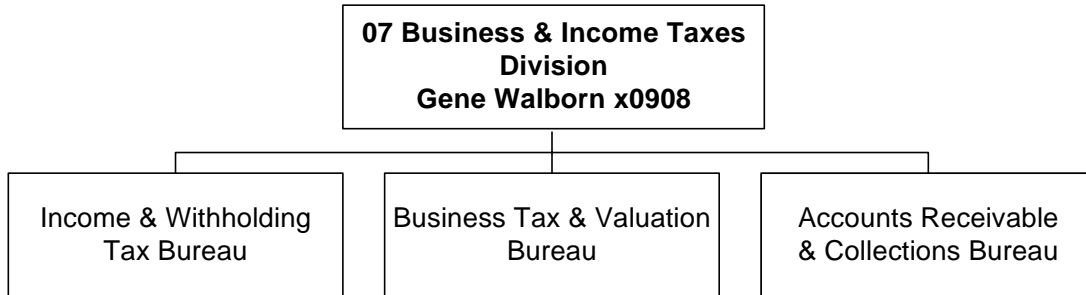 07 Business & Income Taxes
Division
Gene Walborn x0908
Income & Withholding
Tax Bureau
Business Tax & Valuation
Bureau
Accounts Receivable
& Collections Bureau